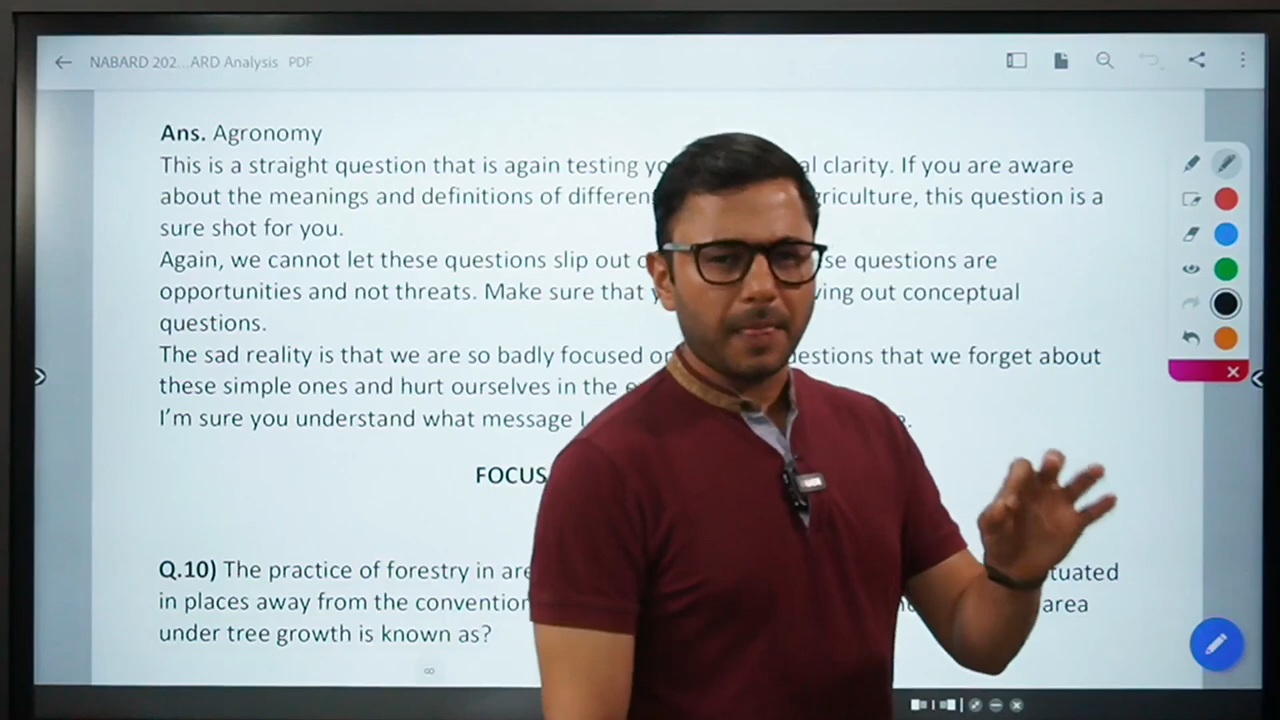 NABARD 202...ARD Analysis PDF
Ans. Agronomy
This is a straight question that is again testing al clarity. If you are aware
about the meanings and definitions of differen riculture, this question is a
sure shot for you.
Again, we cannot let these questions slip out se questions are
opportunities and not threats. Make sure that ving out conceptual
questions.
The sad reality is that we are so badly focused estions that we forget about
these simple ones and hurt ourselves in the
I'm sure you understand what message I
FOCUS
Q.10) The practice of forestry in are tuated
in places away from the convention area
under tree growth is known as?